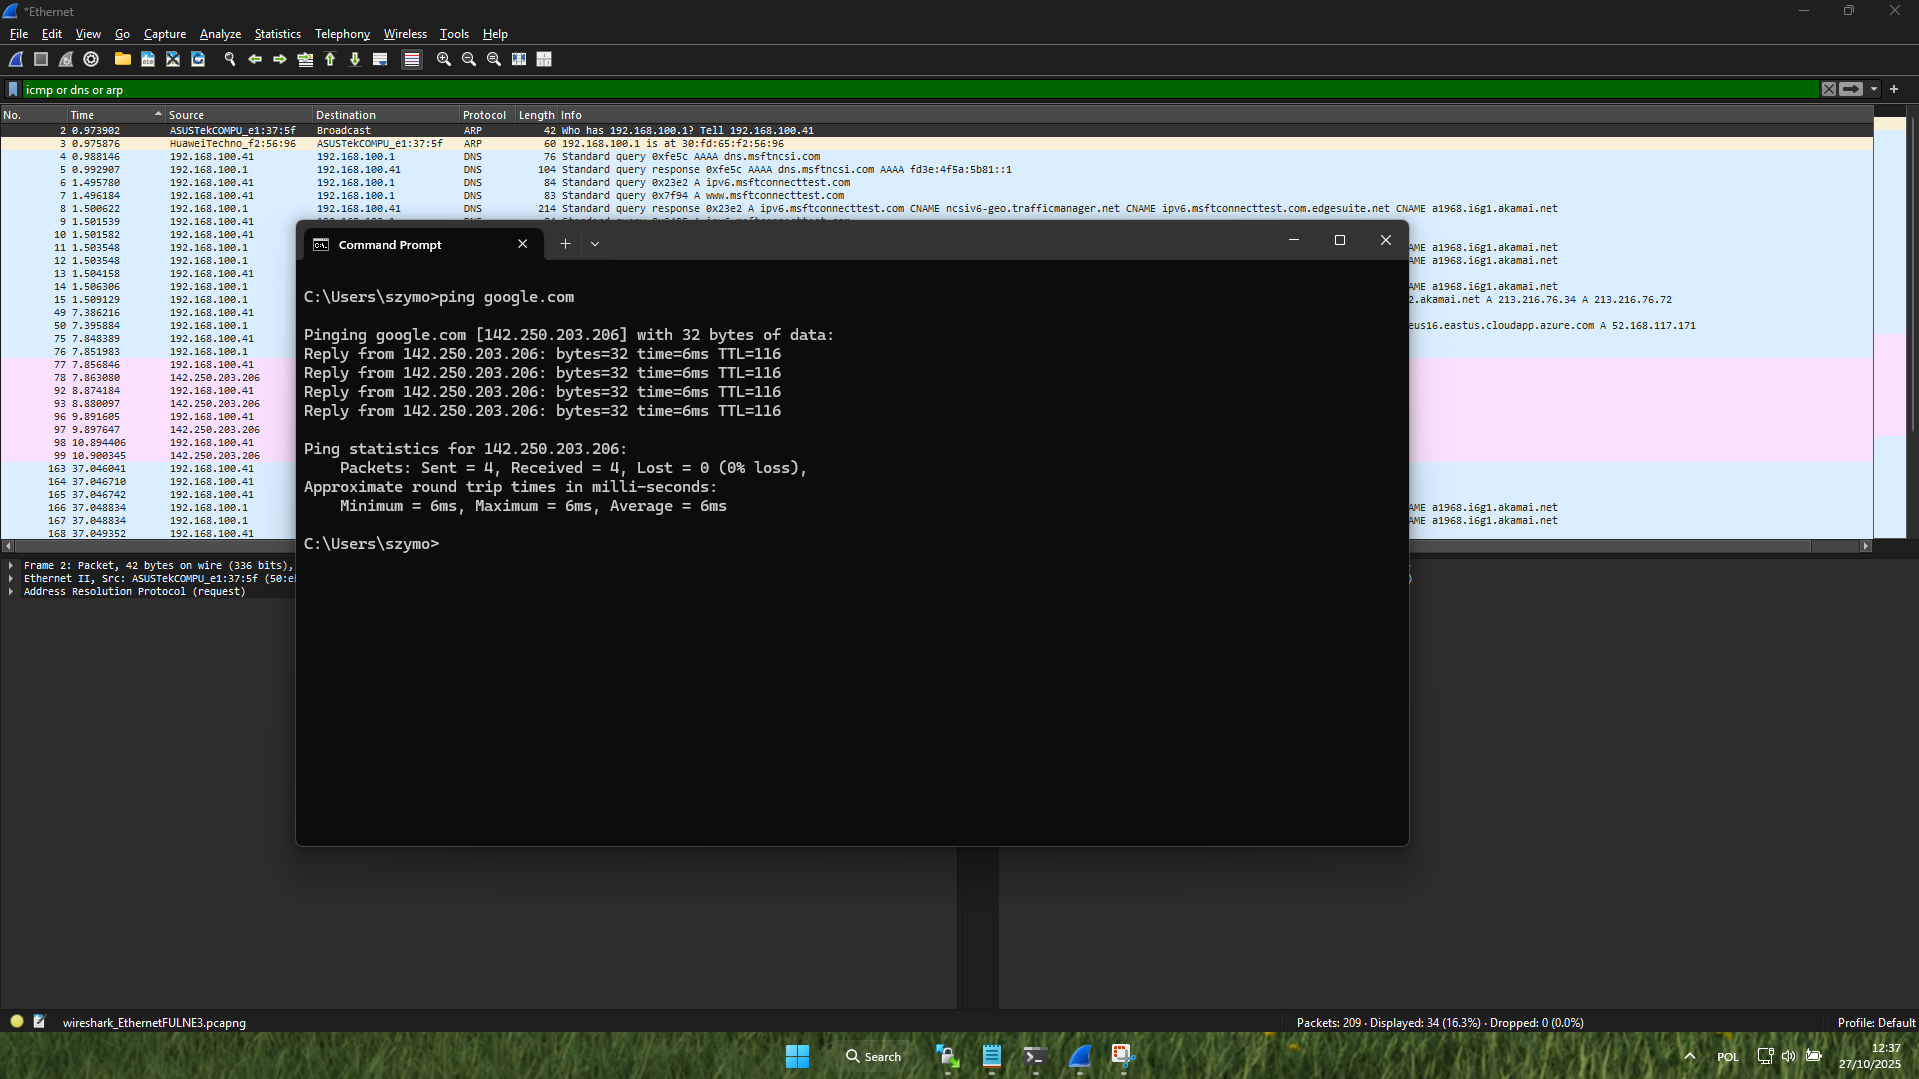 *Ethernet
File Edit View Go Capture Analyze Statistics Telephony Wireless Tools Help
icmp or dns or arp
No. Time Source Destination Protocol Length Info
2 0.973902 ASUSTekCOMPU_e1:37:5f Broadcast ARP 42 Who has 192.168.100.1? Tell 192.168.100.41
3 0.975876 HuaweiTechno_f2:56:96 ASUSTekCOMPU_e1:37:5f ARP 60 192.168.100.1 is at 30:fd:65:f2:56:96
4 0.988146 192.168.100.41 192.168.100.1 DNS 76 Standard query 0xfe5c AAAA dns.msftncsi.com
5 0.992907 192.168.100.1 192.168.100.41 DNS 104 Standard query response 0xfe5c AAAA dns.msftncsi.com AAAA fd3e:4f5a:5b81::1
6 1.495780 192.168.100.41 192.168.100.1 DNS 84 Standard query 0x23e2 A ipv6.msftconnecttest.com
7 1.496184 192.168.100.41 192.168.100.1 DNS 83 Standard query 0x7f94 A www.msftconnecttest.com
8 1.500622 192.168.100.1 192.168.100.41 DNS 214 Standard query response 0x23e2 A ipv6.msftconnecttest.com CNAME ncsiv6-geo.trafficmanager.net CNAME ipv6.msftconnecttest.com.edgesuite.net CNAME a1968.i6g1.akamai.net
9 1.501539 192.168.100.41
10 1.501582 192.168.100.41
11 1.503548 192.168.100.1 AME a1968.i6g1.akamai.net
12 1.503548 192.168.100.1 AME a1968.i6g1.akamai.net
13 1.504158 192.168.100.41
14 1.506306 192.168.100.1 AME a1968.i6g1.akamai.net
15 1.509129 192.168.100.1 2.akamai.net A 213.216.76.34 A 213.216.76.72
49 7.386216 192.168.100.41
50 7.395884 192.168.100.1 eus16.eastus.cloudapp.azure.com A 52.168.117.171
75 7.848389 192.168.100.41
76 7.851983 192.168.100.1
77 7.856846 192.168.100.41
78 7.863080 142.250.203.206
92 8.874184 192.168.100.41
93 8.880097 142.250.203.206
96 9.891605 192.168.100.41
97 9.897647 142.250.203.206
98 10.894406 192.168.100.41
99 10.900345 142.250.203.206
163 37.046041 192.168.100.41
164 37.046710 192.168.100.41
165 37.046742 192.168.100.41
166 37.048834 192.168.100.1 AME a1968.i6g1.akamai.net
167 37.048834 192.168.100.1 AME a1968.i6g1.akamai.net
168 37.049352 192.168.100.41
Command Prompt
C:\Users\szymo>ping google.com
Pinging google.com [142.250.203.206] with 32 bytes of data:
Reply from 142.250.203.206: bytes=32 time=6ms TTL=116
Reply from 142.250.203.206: bytes=32 time=6ms TTL=116
Reply from 142.250.203.206: bytes=32 time=6ms TTL=116
Reply from 142.250.203.206: bytes=32 time=6ms TTL=116
Ping statistics for 142.250.203.206:
Packets: Sent = 4, Received = 4, Lost = 0 (0% loss),
Approximate round trip times in milli-seconds:
Minimum = 6ms, Maximum = 6ms, Average = 6ms
C:\Users\szymo>
Frame 2: Packet, 42 bytes on wire (336 bits),
Ethernet II, Src: ASUSTekCOMPU_e1:37:5f (50:e
Address Resolution Protocol (request)
wireshark_EthernetFULNE3.pcapng
Packets: 209 · Displayed: 34 (16.3%) · Dropped: 0 (0.0%)
Profile: Default
Search
POL
12:37
27/10/2025